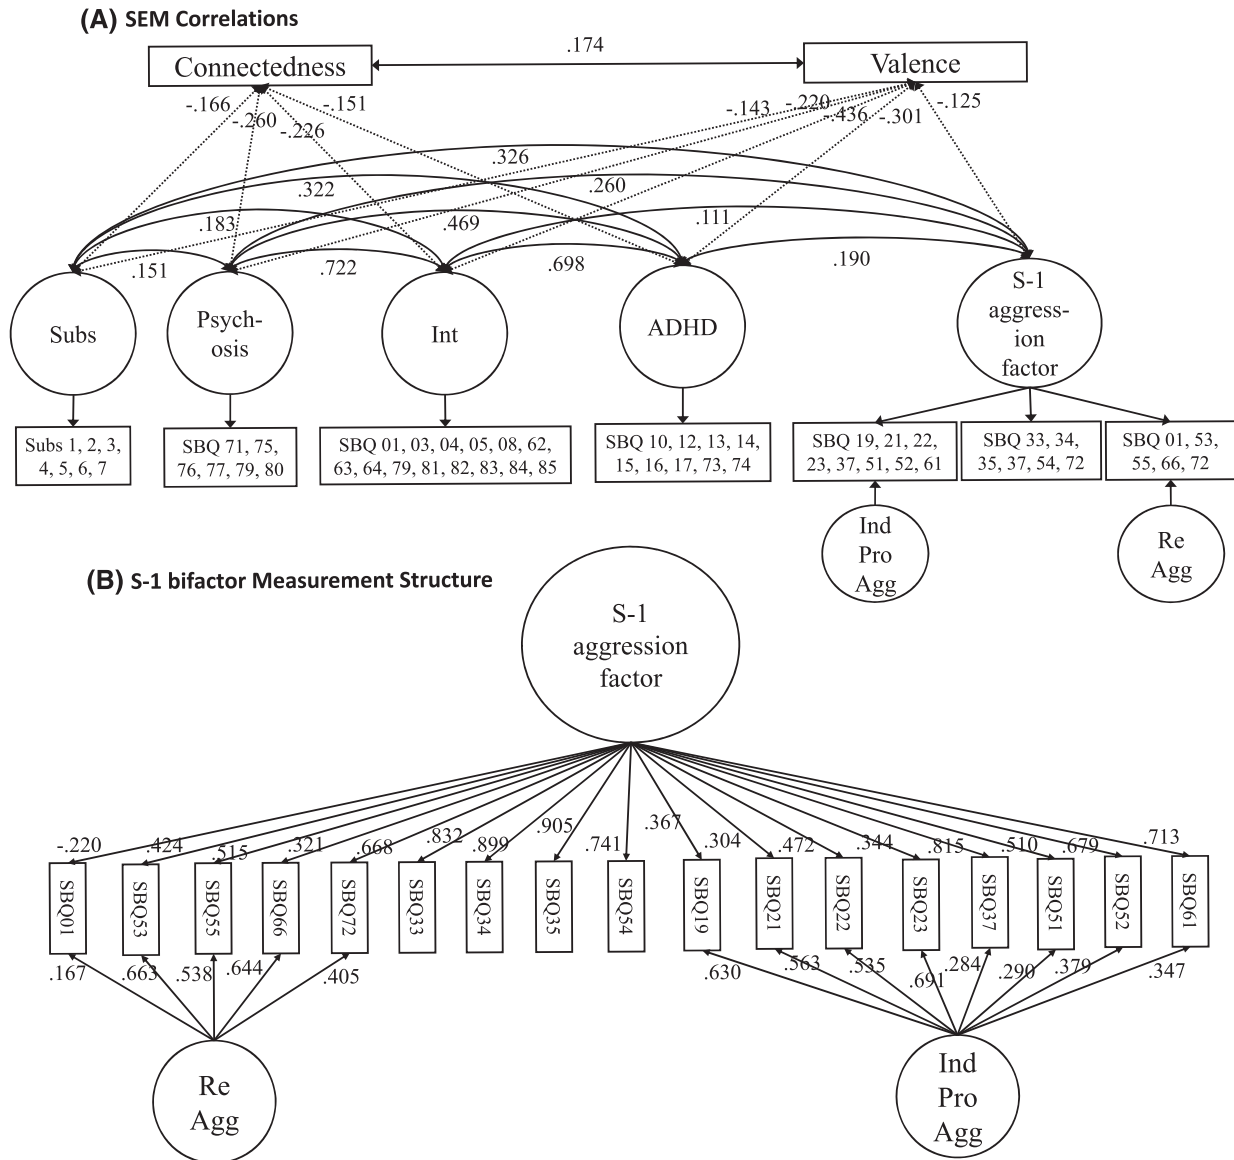 (A) SEM Correlations
.174
Connectedness
Valence
-.166
-.151
-.260
-.226
-.143
-.220
-.436
-.301
-.125
.326
.322
.260
.183
.469
.111
.151
.722
.698
.190
Subs
Psych-
osis
Int
ADHD
S-1
aggress-
ion
factor
Subs 1, 2, 3,
4, 5, 6, 7
SBQ 71, 75,
76, 77, 79, 80
SBQ 01, 03, 04, 05, 08, 62,
63, 64, 79, 81, 82, 83, 84, 85
SBQ 10, 12, 13, 14,
15, 16, 17, 73, 74
SBQ 19, 21, 22,
23, 37, 51, 52, 61
SBQ 33, 34,
35, 37, 54, 72
SBQ 01, 53,
55, 66, 72
Ind
Pro
Agg
Re
Agg
(B) S-1 bifactor Measurement Structure
S-1
aggression
factor
-.220
.424
.515
.321
.668
.832
.899
.905
.741
.367
.304
.472
.344
.815
.510
.679
.713
SBQ01
SBQ53
SBQ55
SBQ66
SBQ72
SBQ33
SBQ34
SBQ35
SBQ54
SBQ19
SBQ21
SBQ22
SBQ23
SBQ37
SBQ51
SBQ52
SBQ61
.167
.663
.538
.644
.405
.630
.563
.535
.691
.284
.290
.379
.347
Re
Agg
Ind
Pro
Agg